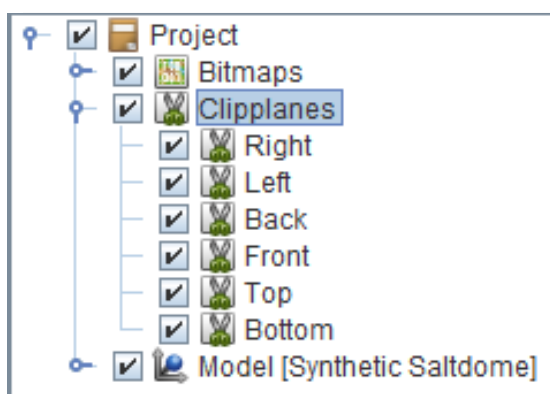 Project
Bitmaps
Clipplanes
Right
Left
Back
Front
Top
Bottom
Model [Synthetic Saltdome]